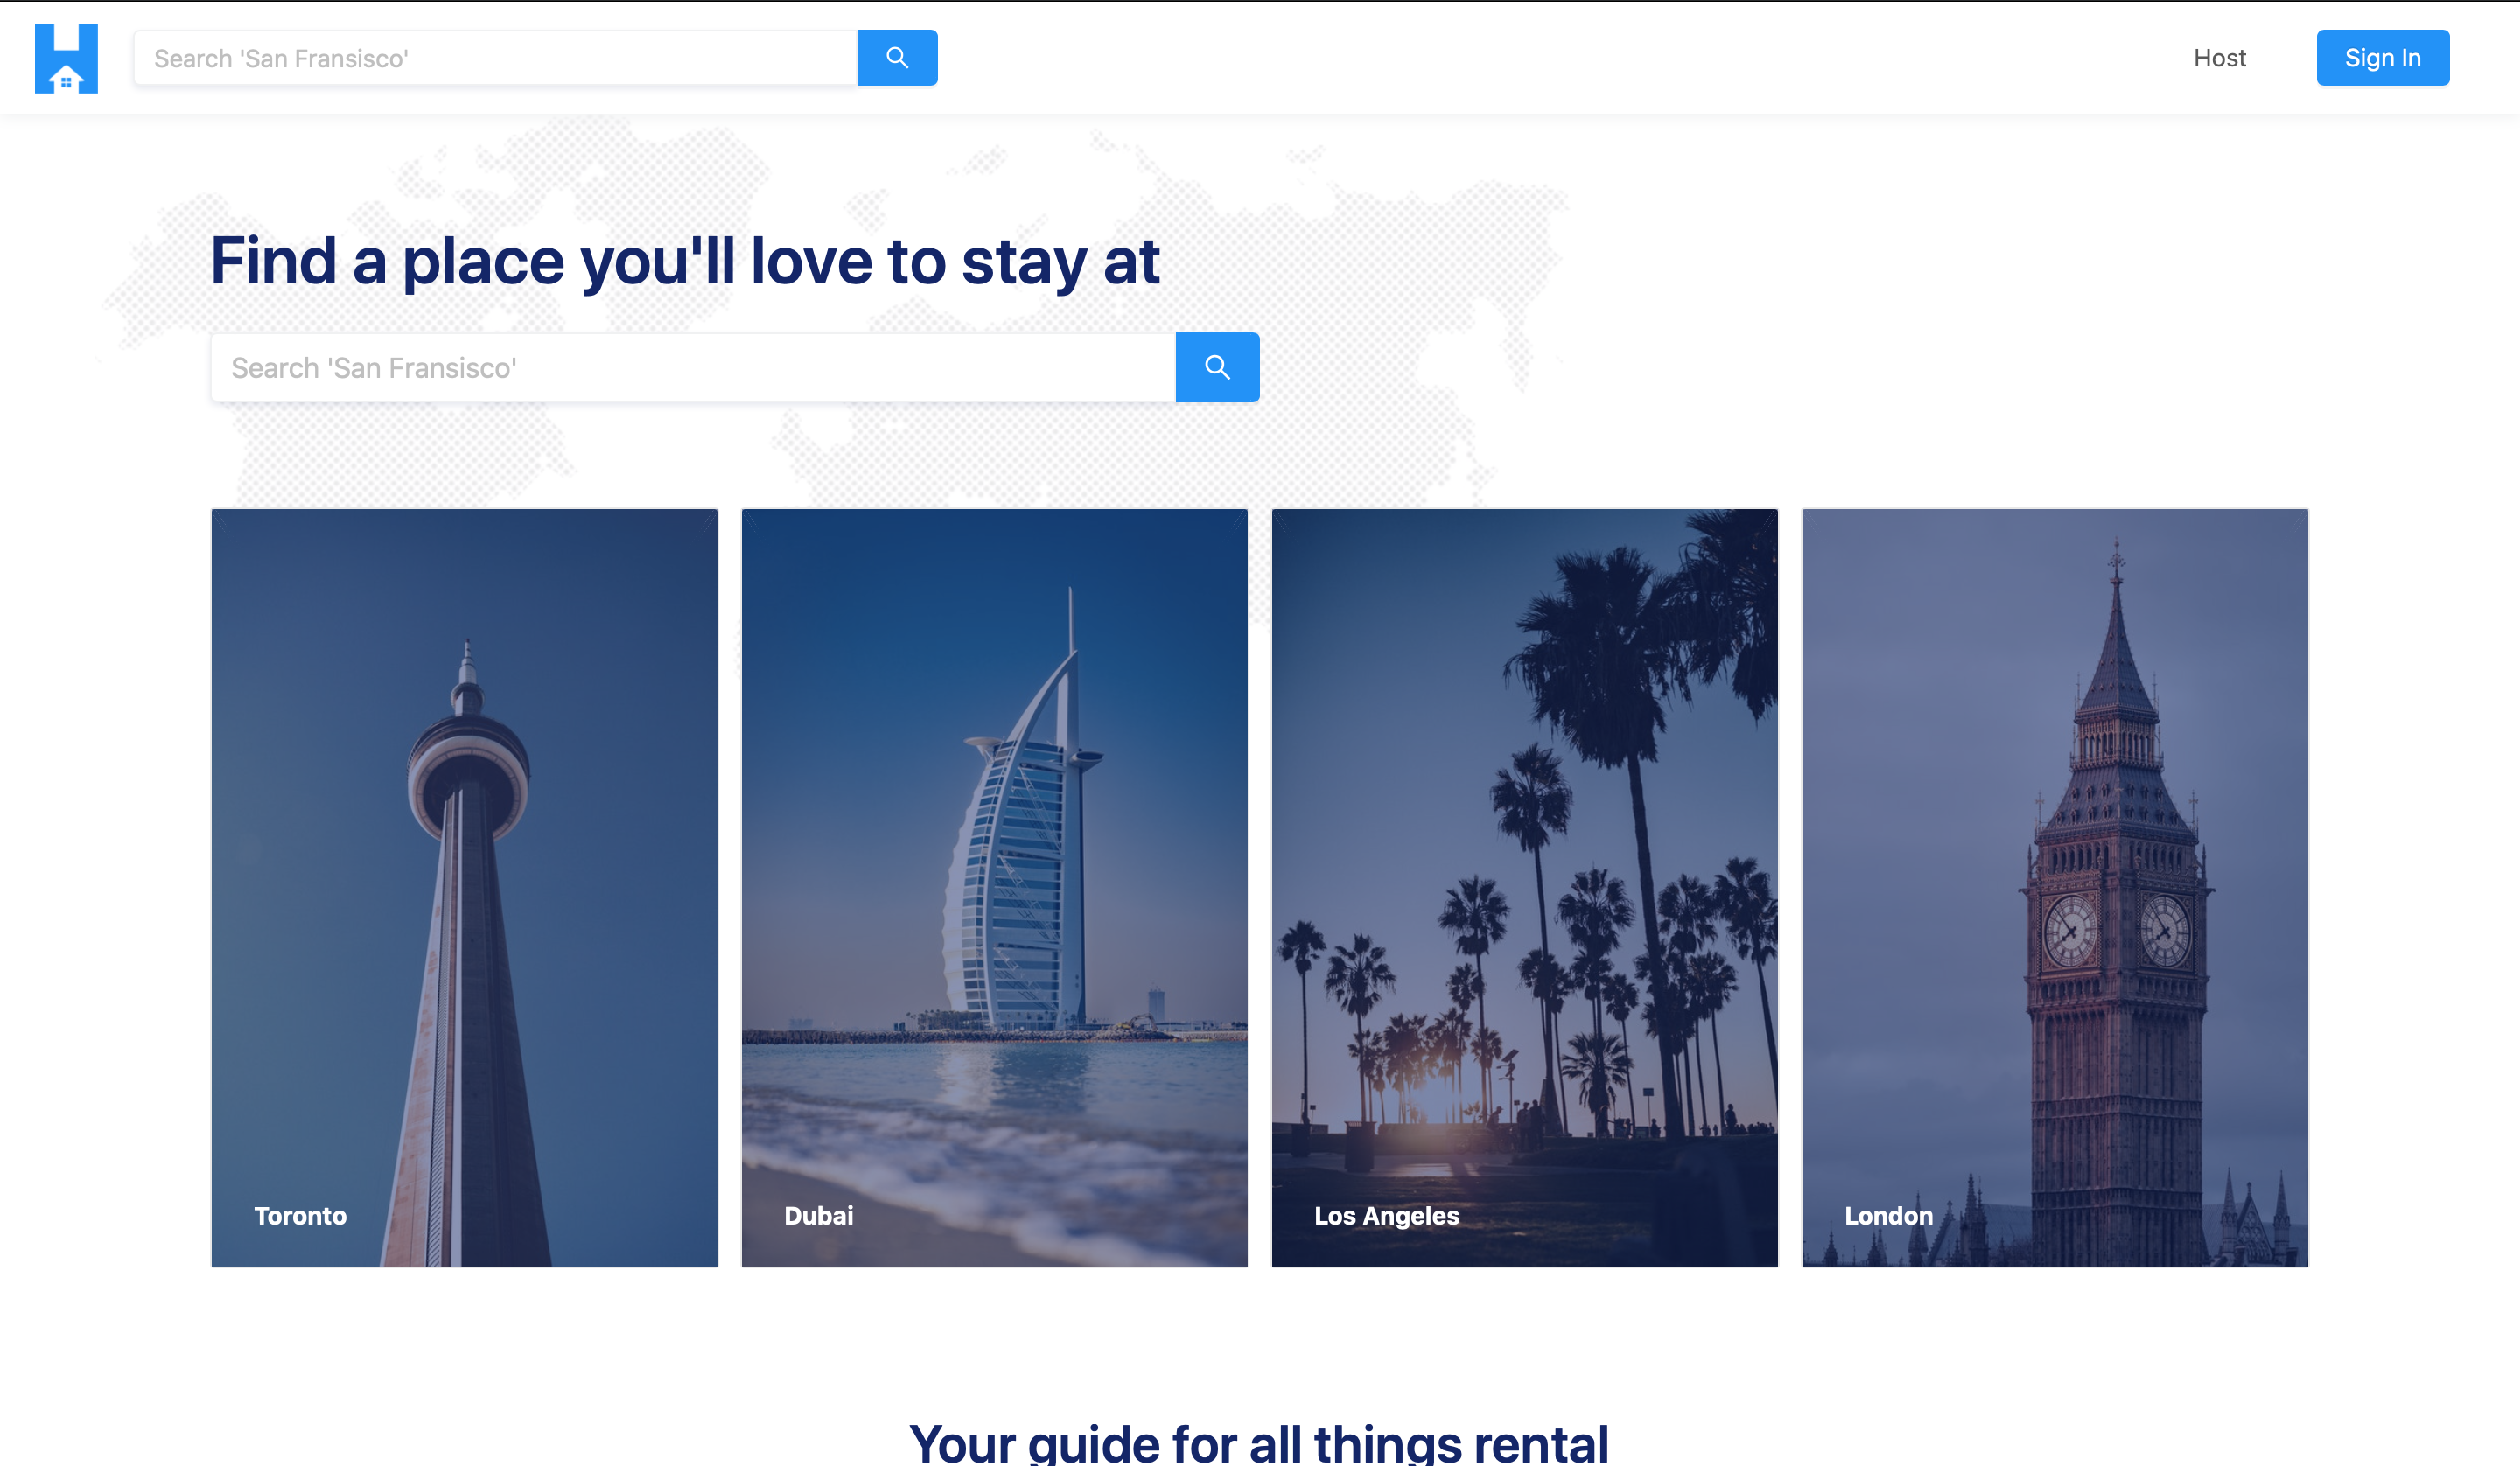 Search 'San Fransisco'
Host
Sign In
Find a place you'll love to stay at
Search 'San Fransisco'
Toronto
Dubai
Los Angeles
London
Your guide for all things rental